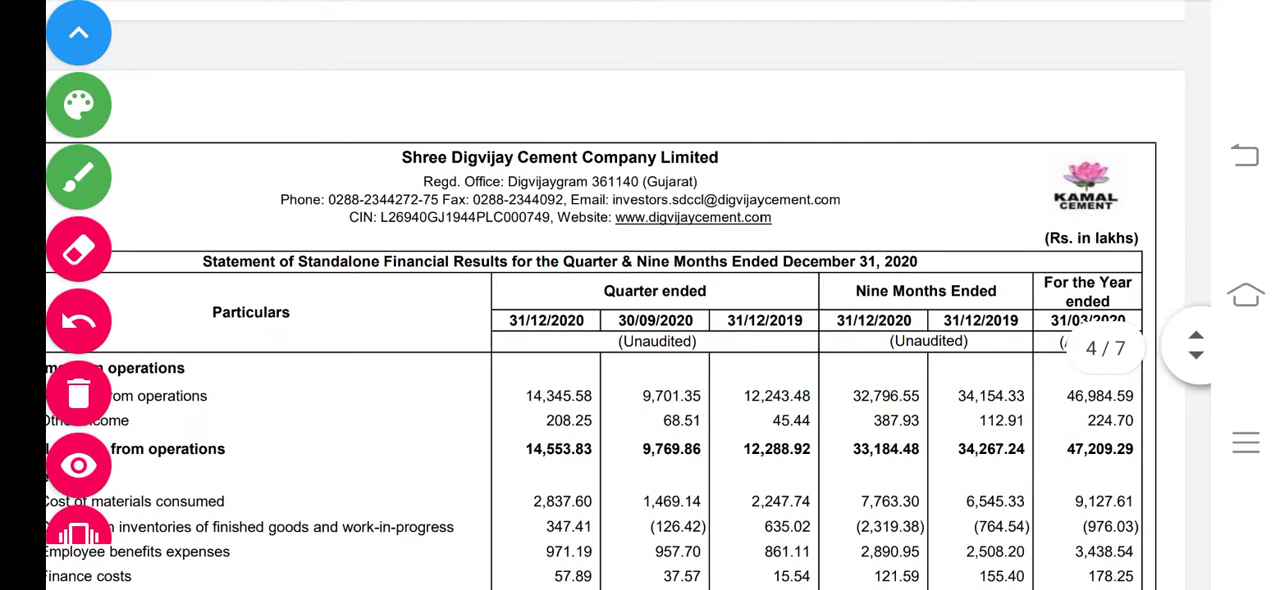 Shree Digvijay Cement Company Limited
Regd. Office: Digvijaygram 361140 (Gujarat)
Phone: 0288-2344272-75 Fax: 0288-2344092, Email: investors.sdccl@digvijaycement.com
CIN: L26940GJ1944PLC000749, Website: www.digvijaycement.com
KAMAL
CEMENT
(Rs. in lakhs)
Statement of Standalone Financial Results for the Quarter & Nine Months Ended December 31, 2020
Particulars Quarter ended Nine Months Ended For the Year ended
31/12/2020 30/09/2020 31/12/2019 31/12/2020 31/12/2019 31/03/2020
(Unaudited) (Unaudited)
4 / 7
operations
from operations 14,345.58 9,701.35 12,243.48 32,796.55 34,154.33 46,984.59
208.25 68.51 45.44 387.93 112.91 224.70
from operations 14,553.83 9,769.86 12,288.92 33,184.48 34,267.24 47,209.29
Cost of materials consumed 2,837.60 1,469.14 2,247.74 7,763.30 6,545.33 9,127.61
inventories of finished goods and work-in-progress 347.41 (126.42) 635.02 (2,319.38) (764.54) (976.03)
Employee benefits expenses 971.19 957.70 861.11 2,890.95 2,508.20 3,438.54
Finance costs 57.89 37.57 15.54 121.59 155.40 178.25